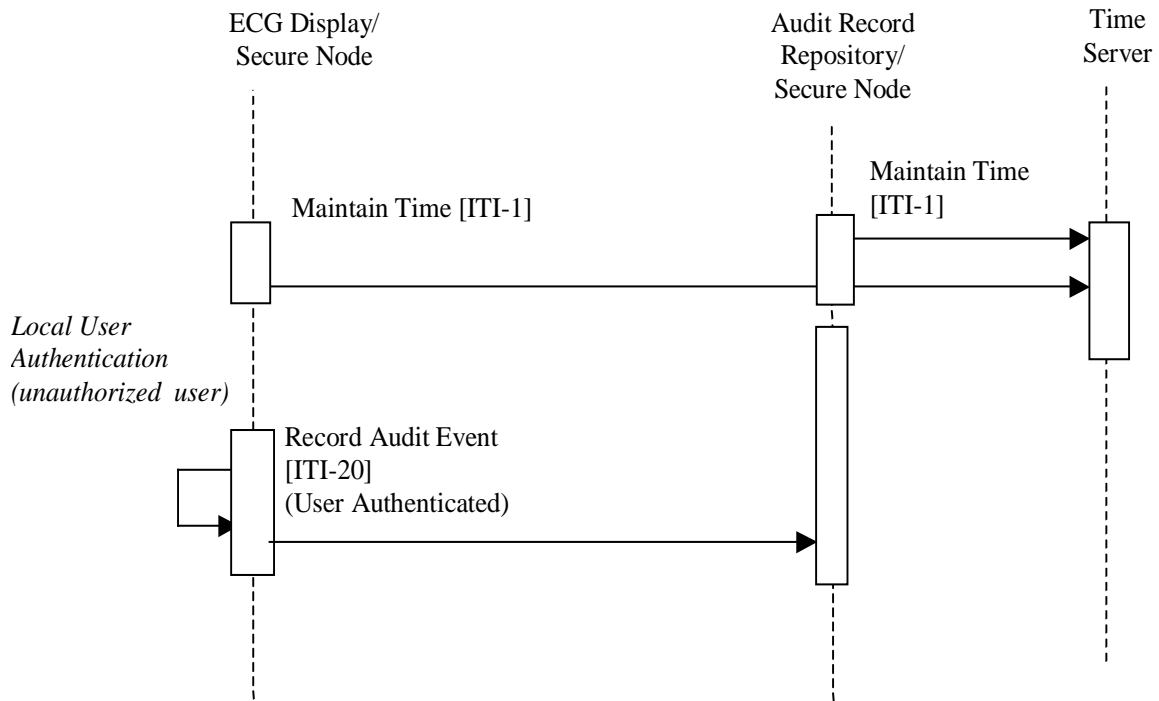 ECG Display/
Secure Node
Audit Record
Repository/
Secure Node
Time
Server
Maintain Time [ITI-1]
Maintain Time
[ITI-1]
Local User
Authentication
(unauthorized user)
Record Audit Event
[ITI-20]
(User Authenticated)